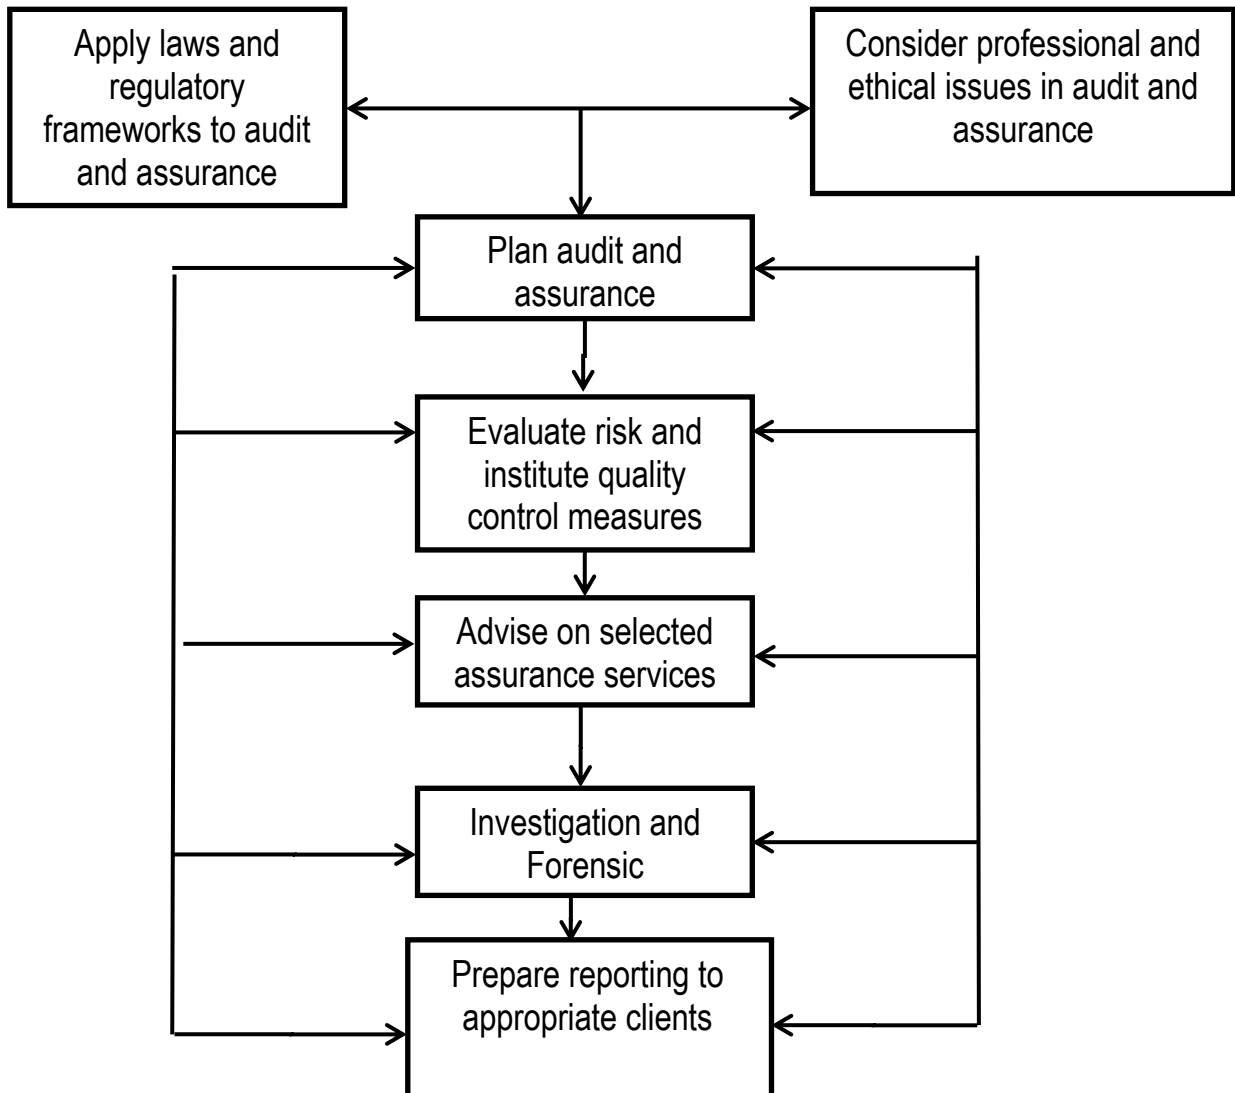 Apply laws and
regulatory
frameworks to audit
and assurance
Consider professional and
ethical issues in audit and
assurance
Plan audit and
assurance
Evaluate risk and
institute quality
control measures
Advise on selected
assurance services
Investigation and
Forensic
Prepare reporting to
appropriate clients